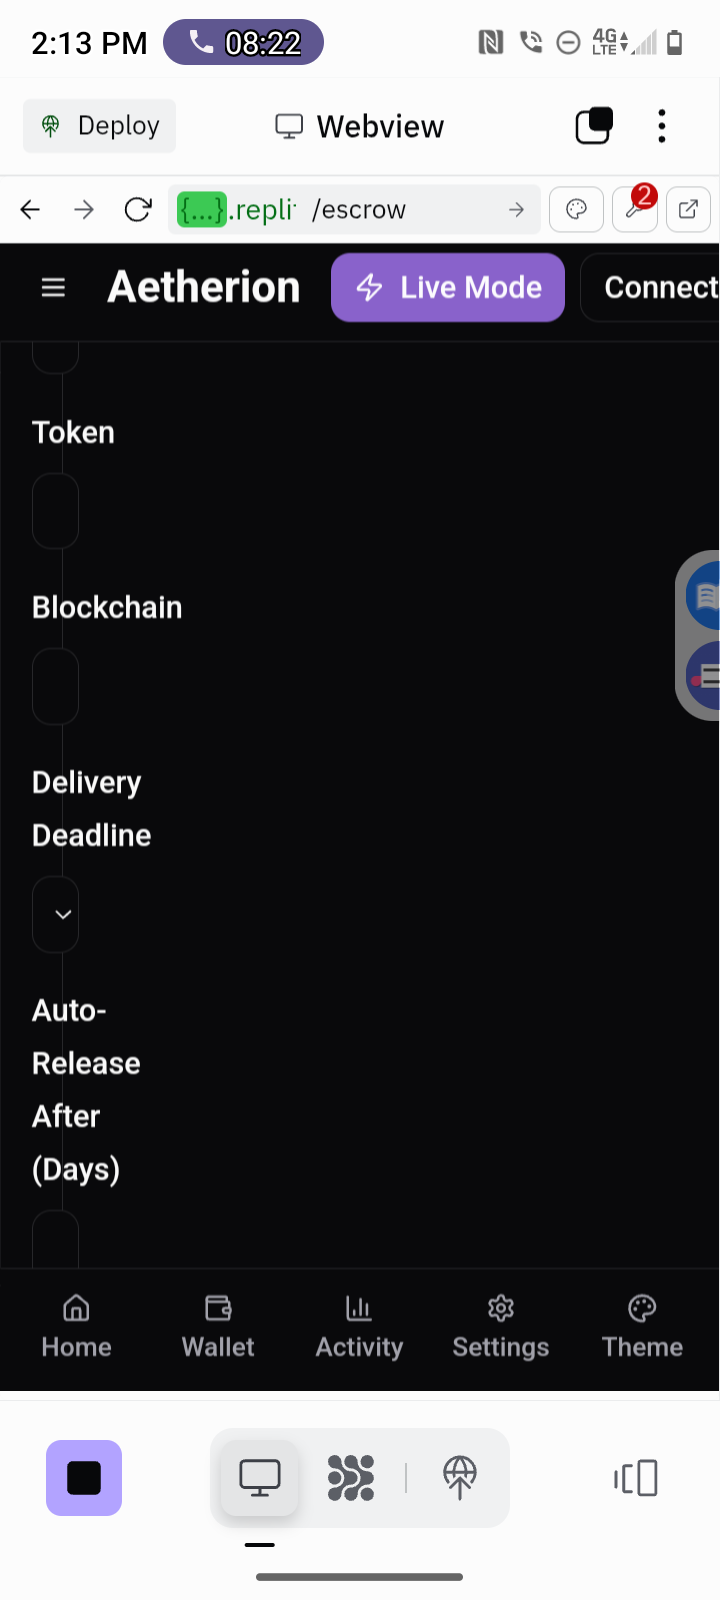 2:13 PM 08:22 4G LTE
Deploy Webview
{...}.repli /escrow 2
Aetherion Live Mode Connect
Token
Blockchain
Delivery
Deadline
Auto-
Release
After
(Days)
Home Wallet Activity Settings Theme